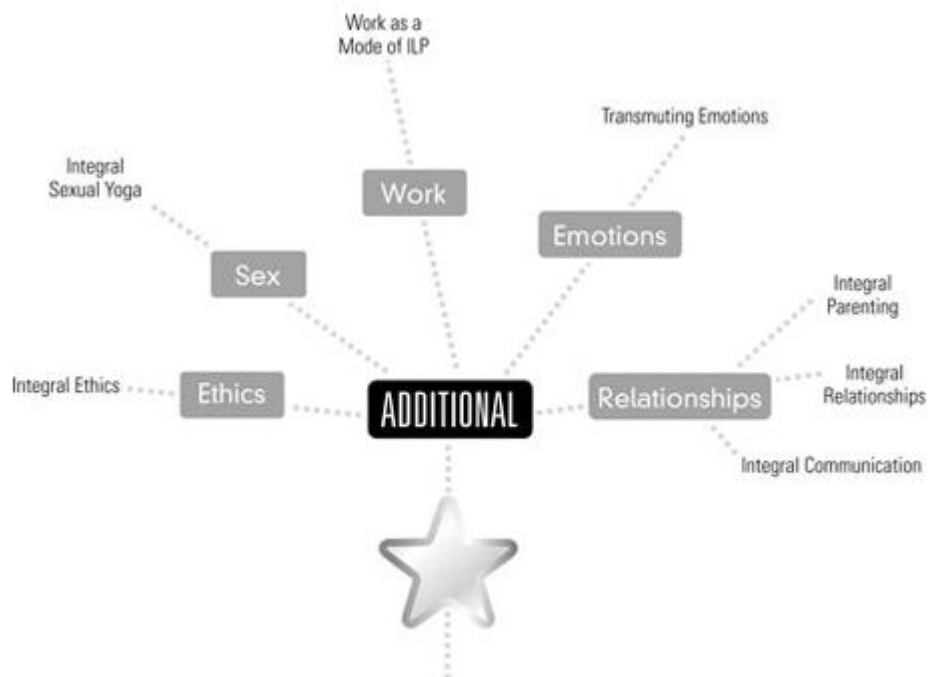 Work as a
Mode of ILP
Transmuting Emotions
Integral
Sexual Yoga
Work
Emotions
Sex
Integral
Parenting
Integral Ethics
Ethics
ADDITIONAL
Relationships
Integral
Relationships
Integral Communication